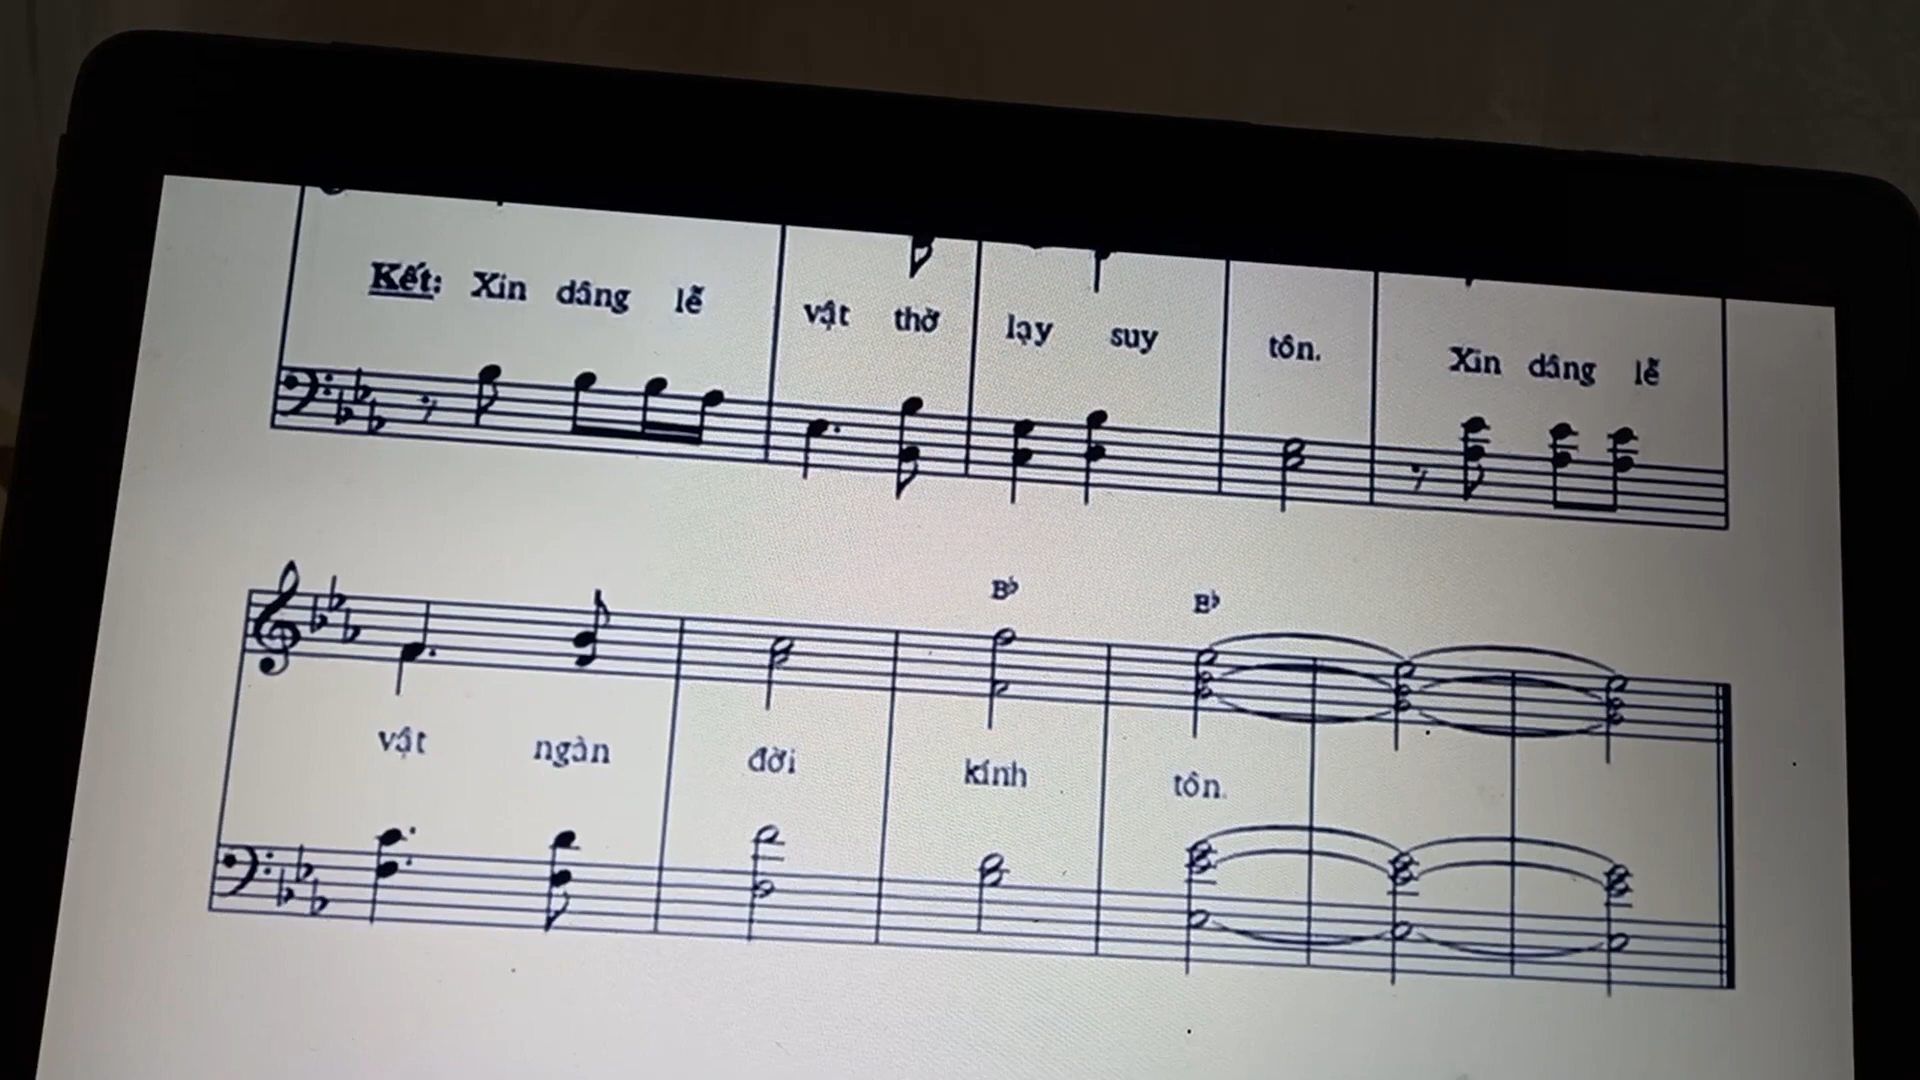 Kết: Xin dâng lễ vật thờ lạy suy tôn. Xin dâng lễ
B♭ E♭
vật ngàn đời kính tôn.